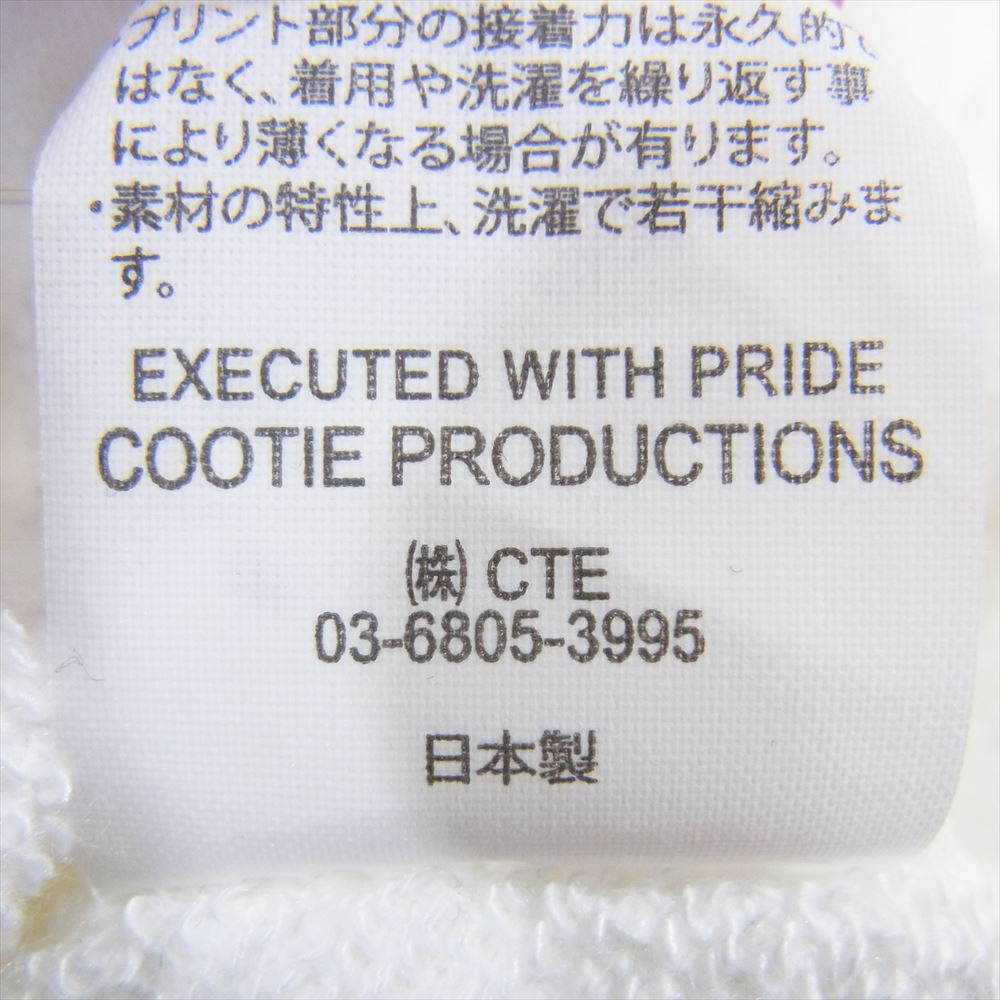 プリント部分の接着力は永久的で
はなく、着用や洗濯を繰り返す事
により薄くなる場合が有ります。
・素材の特性上、洗濯で若干縮みま
す。
EXECUTED WITH PRIDE
COOTIE PRODUCTIONS
㈱ CTE
03-6805-3995
日本製